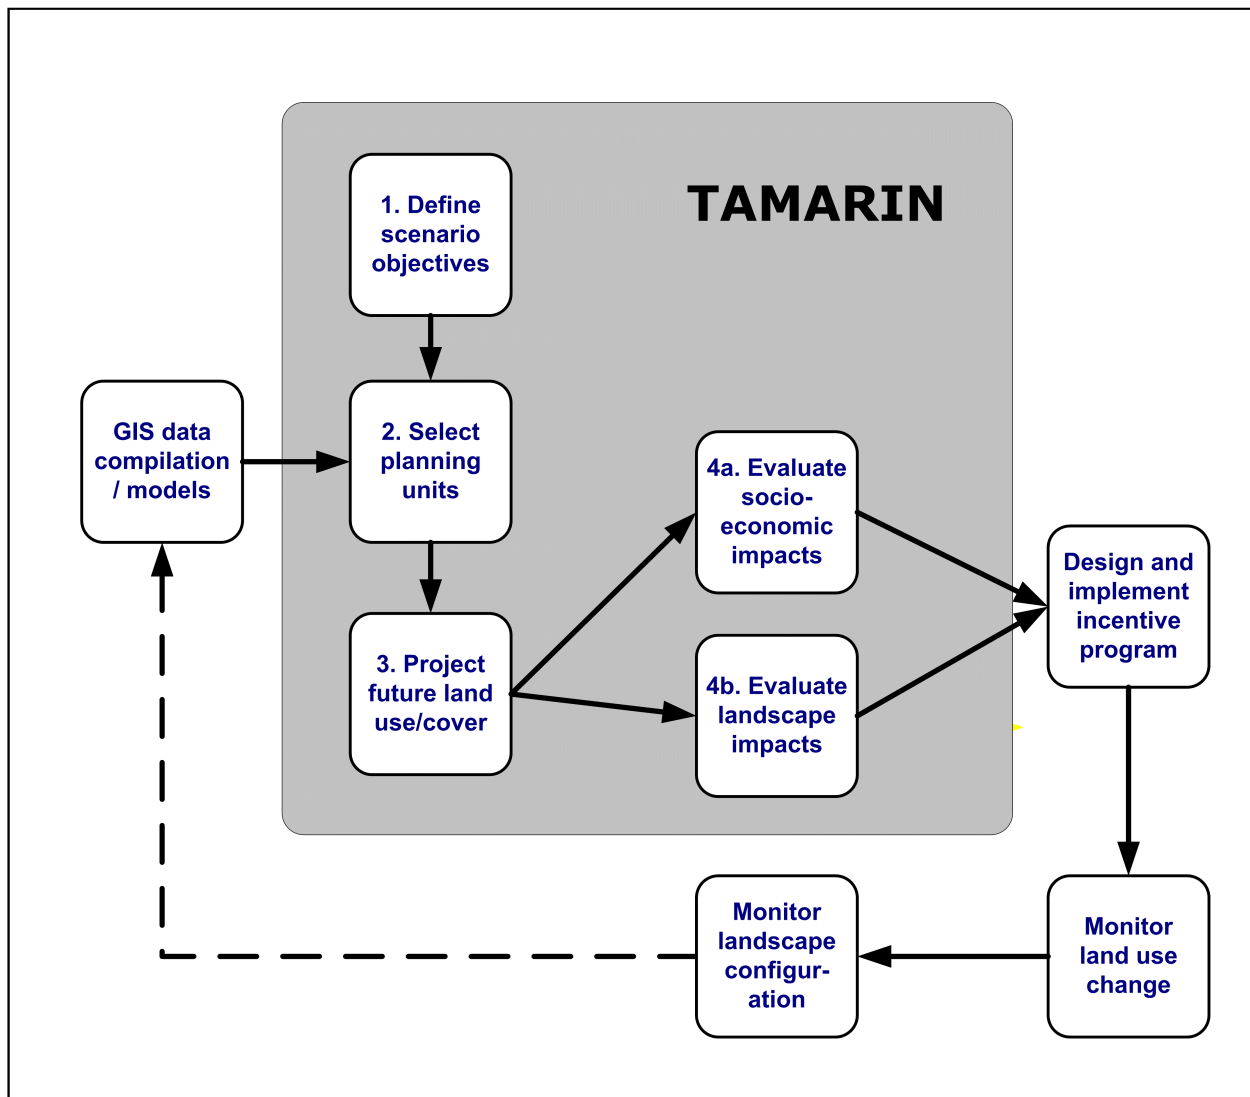 TAMARIN
1. Define
scenario
objectives
GIS data
compilation
/ models
2. Select
planning
units
3. Project
future land
use/cover
4a. Evaluate
socio-
economic
impacts
4b. Evaluate
landscape
impacts
Design and
implement
incentive
program
Monitor
land use
change
Monitor
landscape
configur-
ation